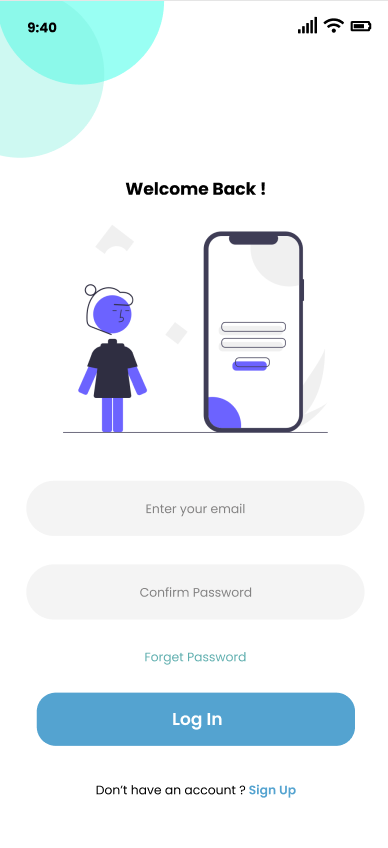 9:40
Welcome Back !
Enter your email
Confirm Password
Forget Password
Log In
Don't have an account ? Sign Up